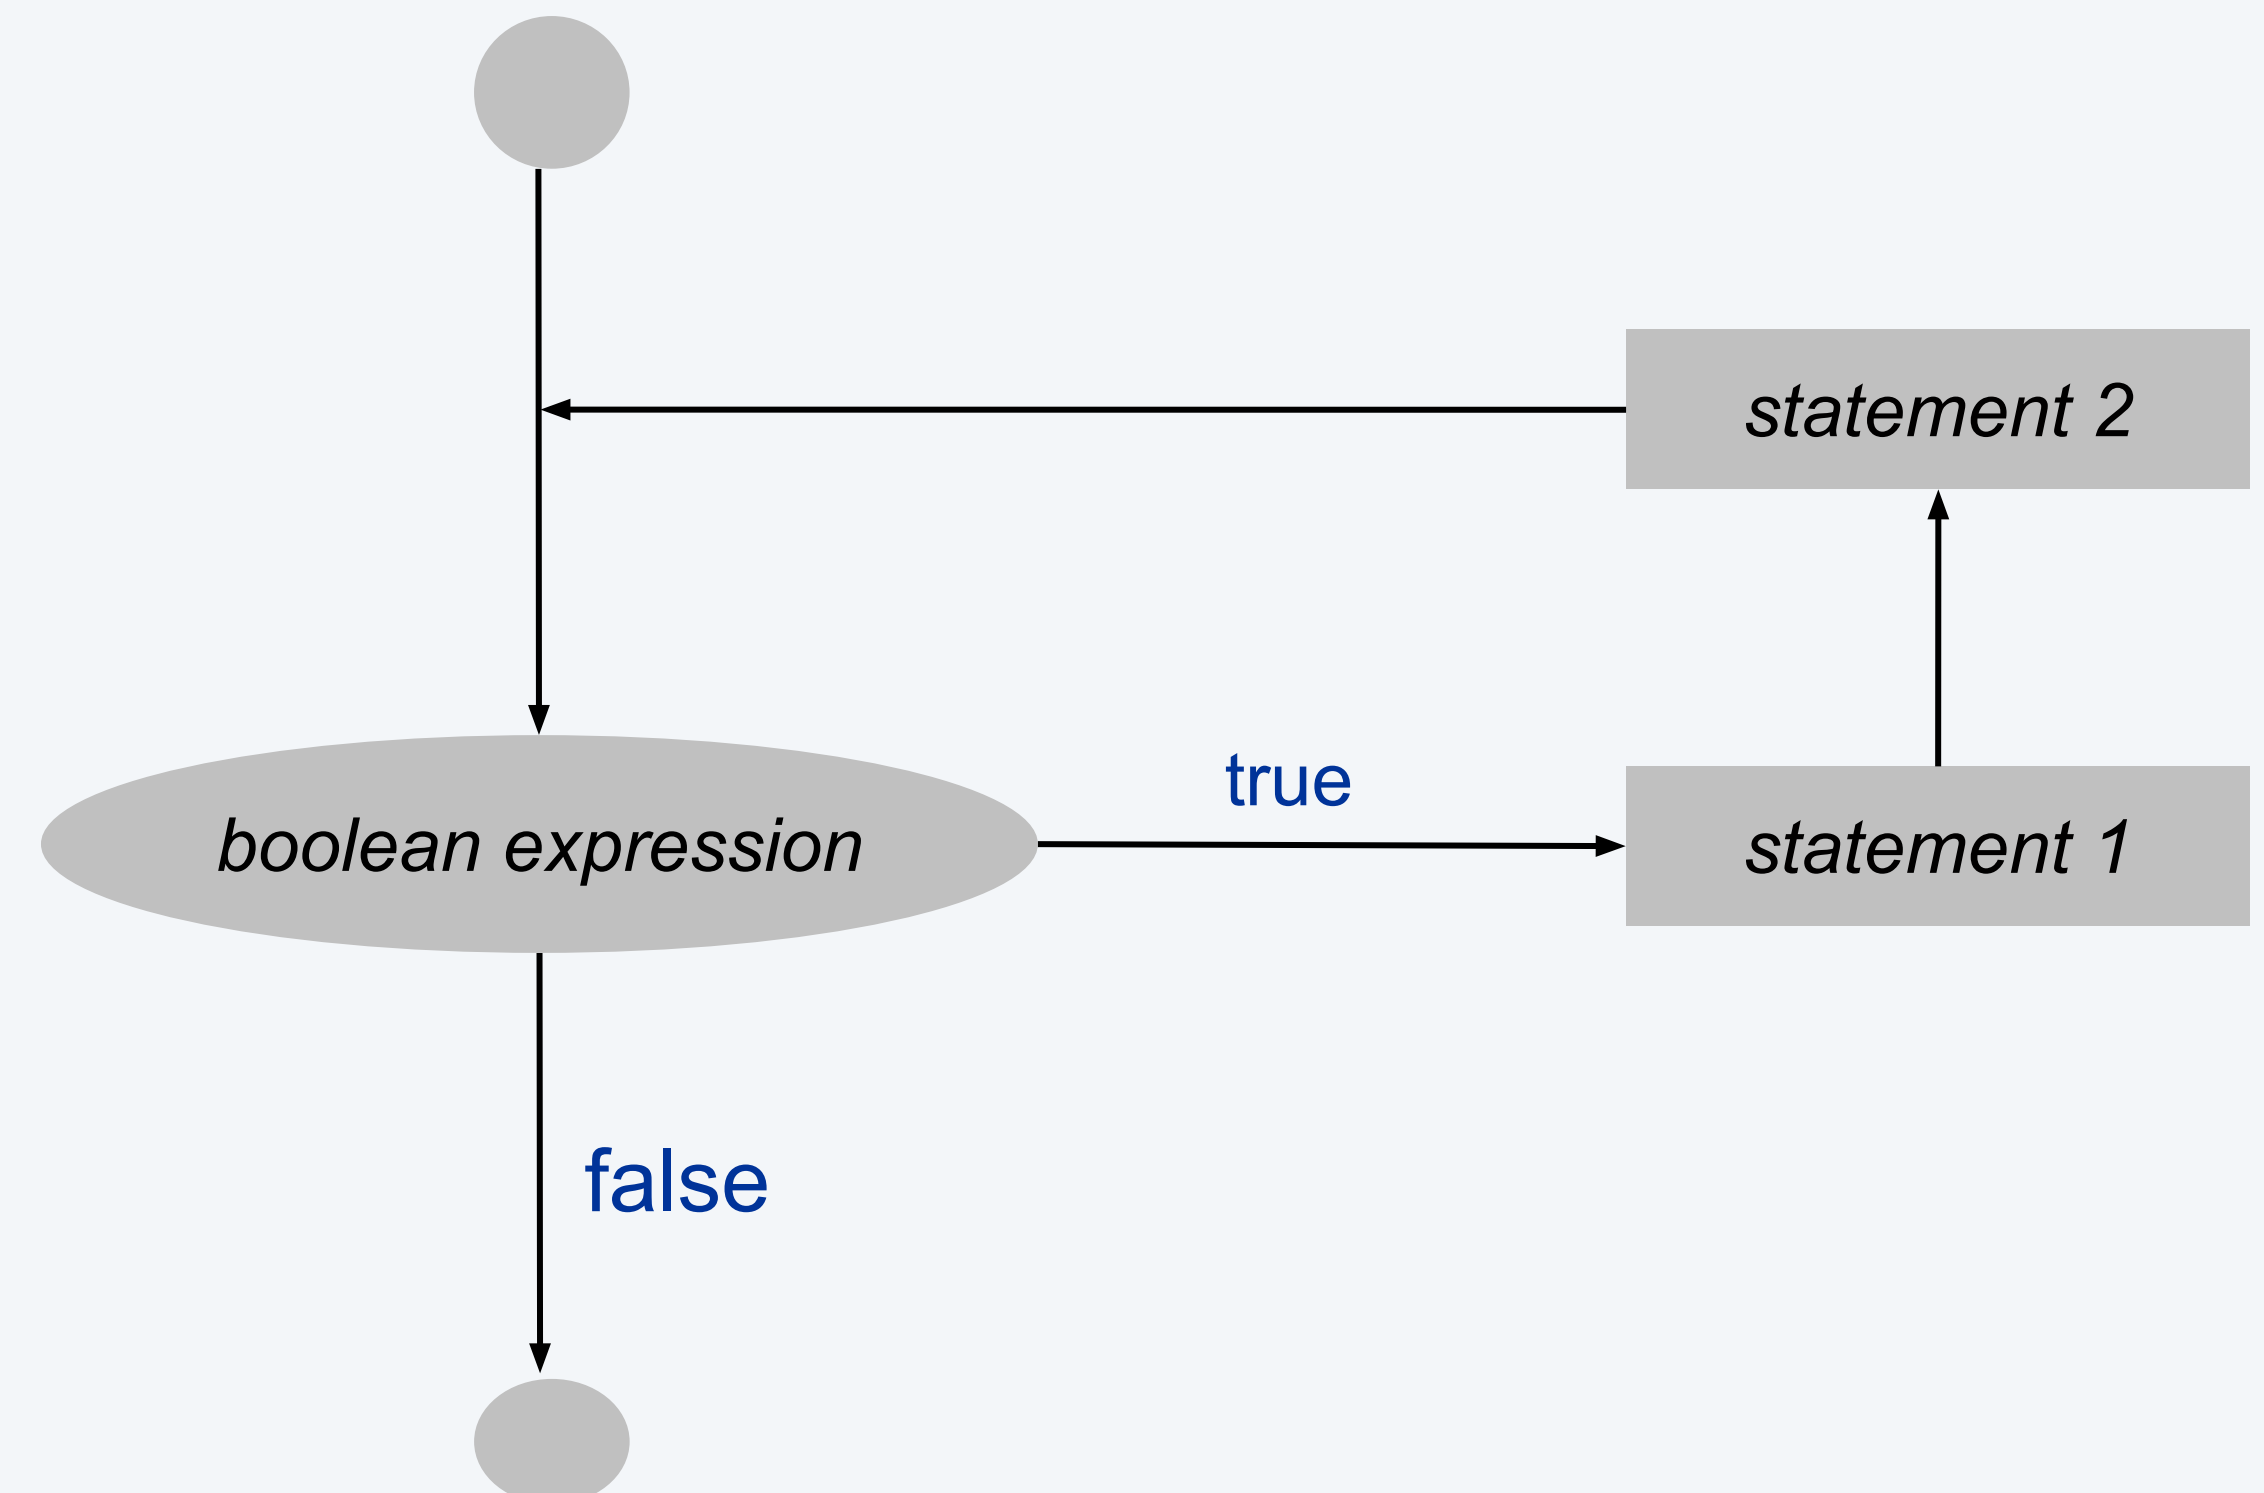 statement 2
true
boolean expression
statement 1
false